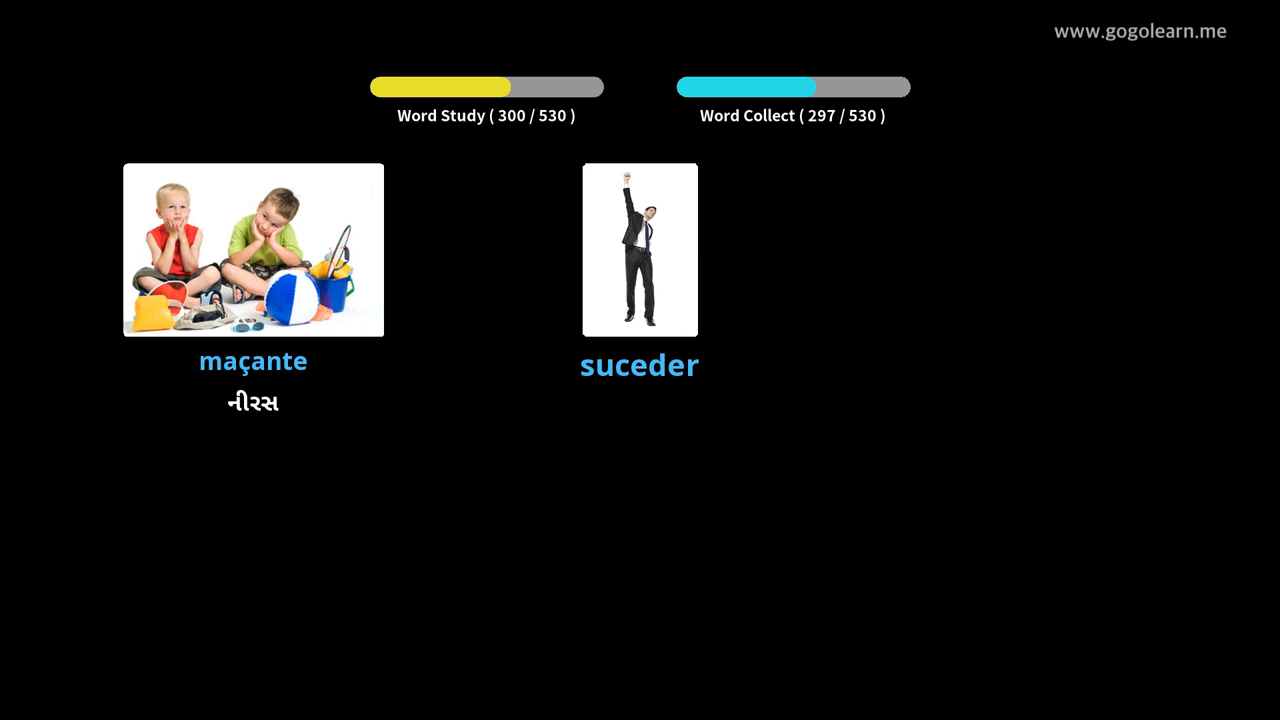 www.gogolearn.me
Word Study ( 300 / 530 )
Word Collect ( 297 / 530 )
maçante
નીરસ
suceder